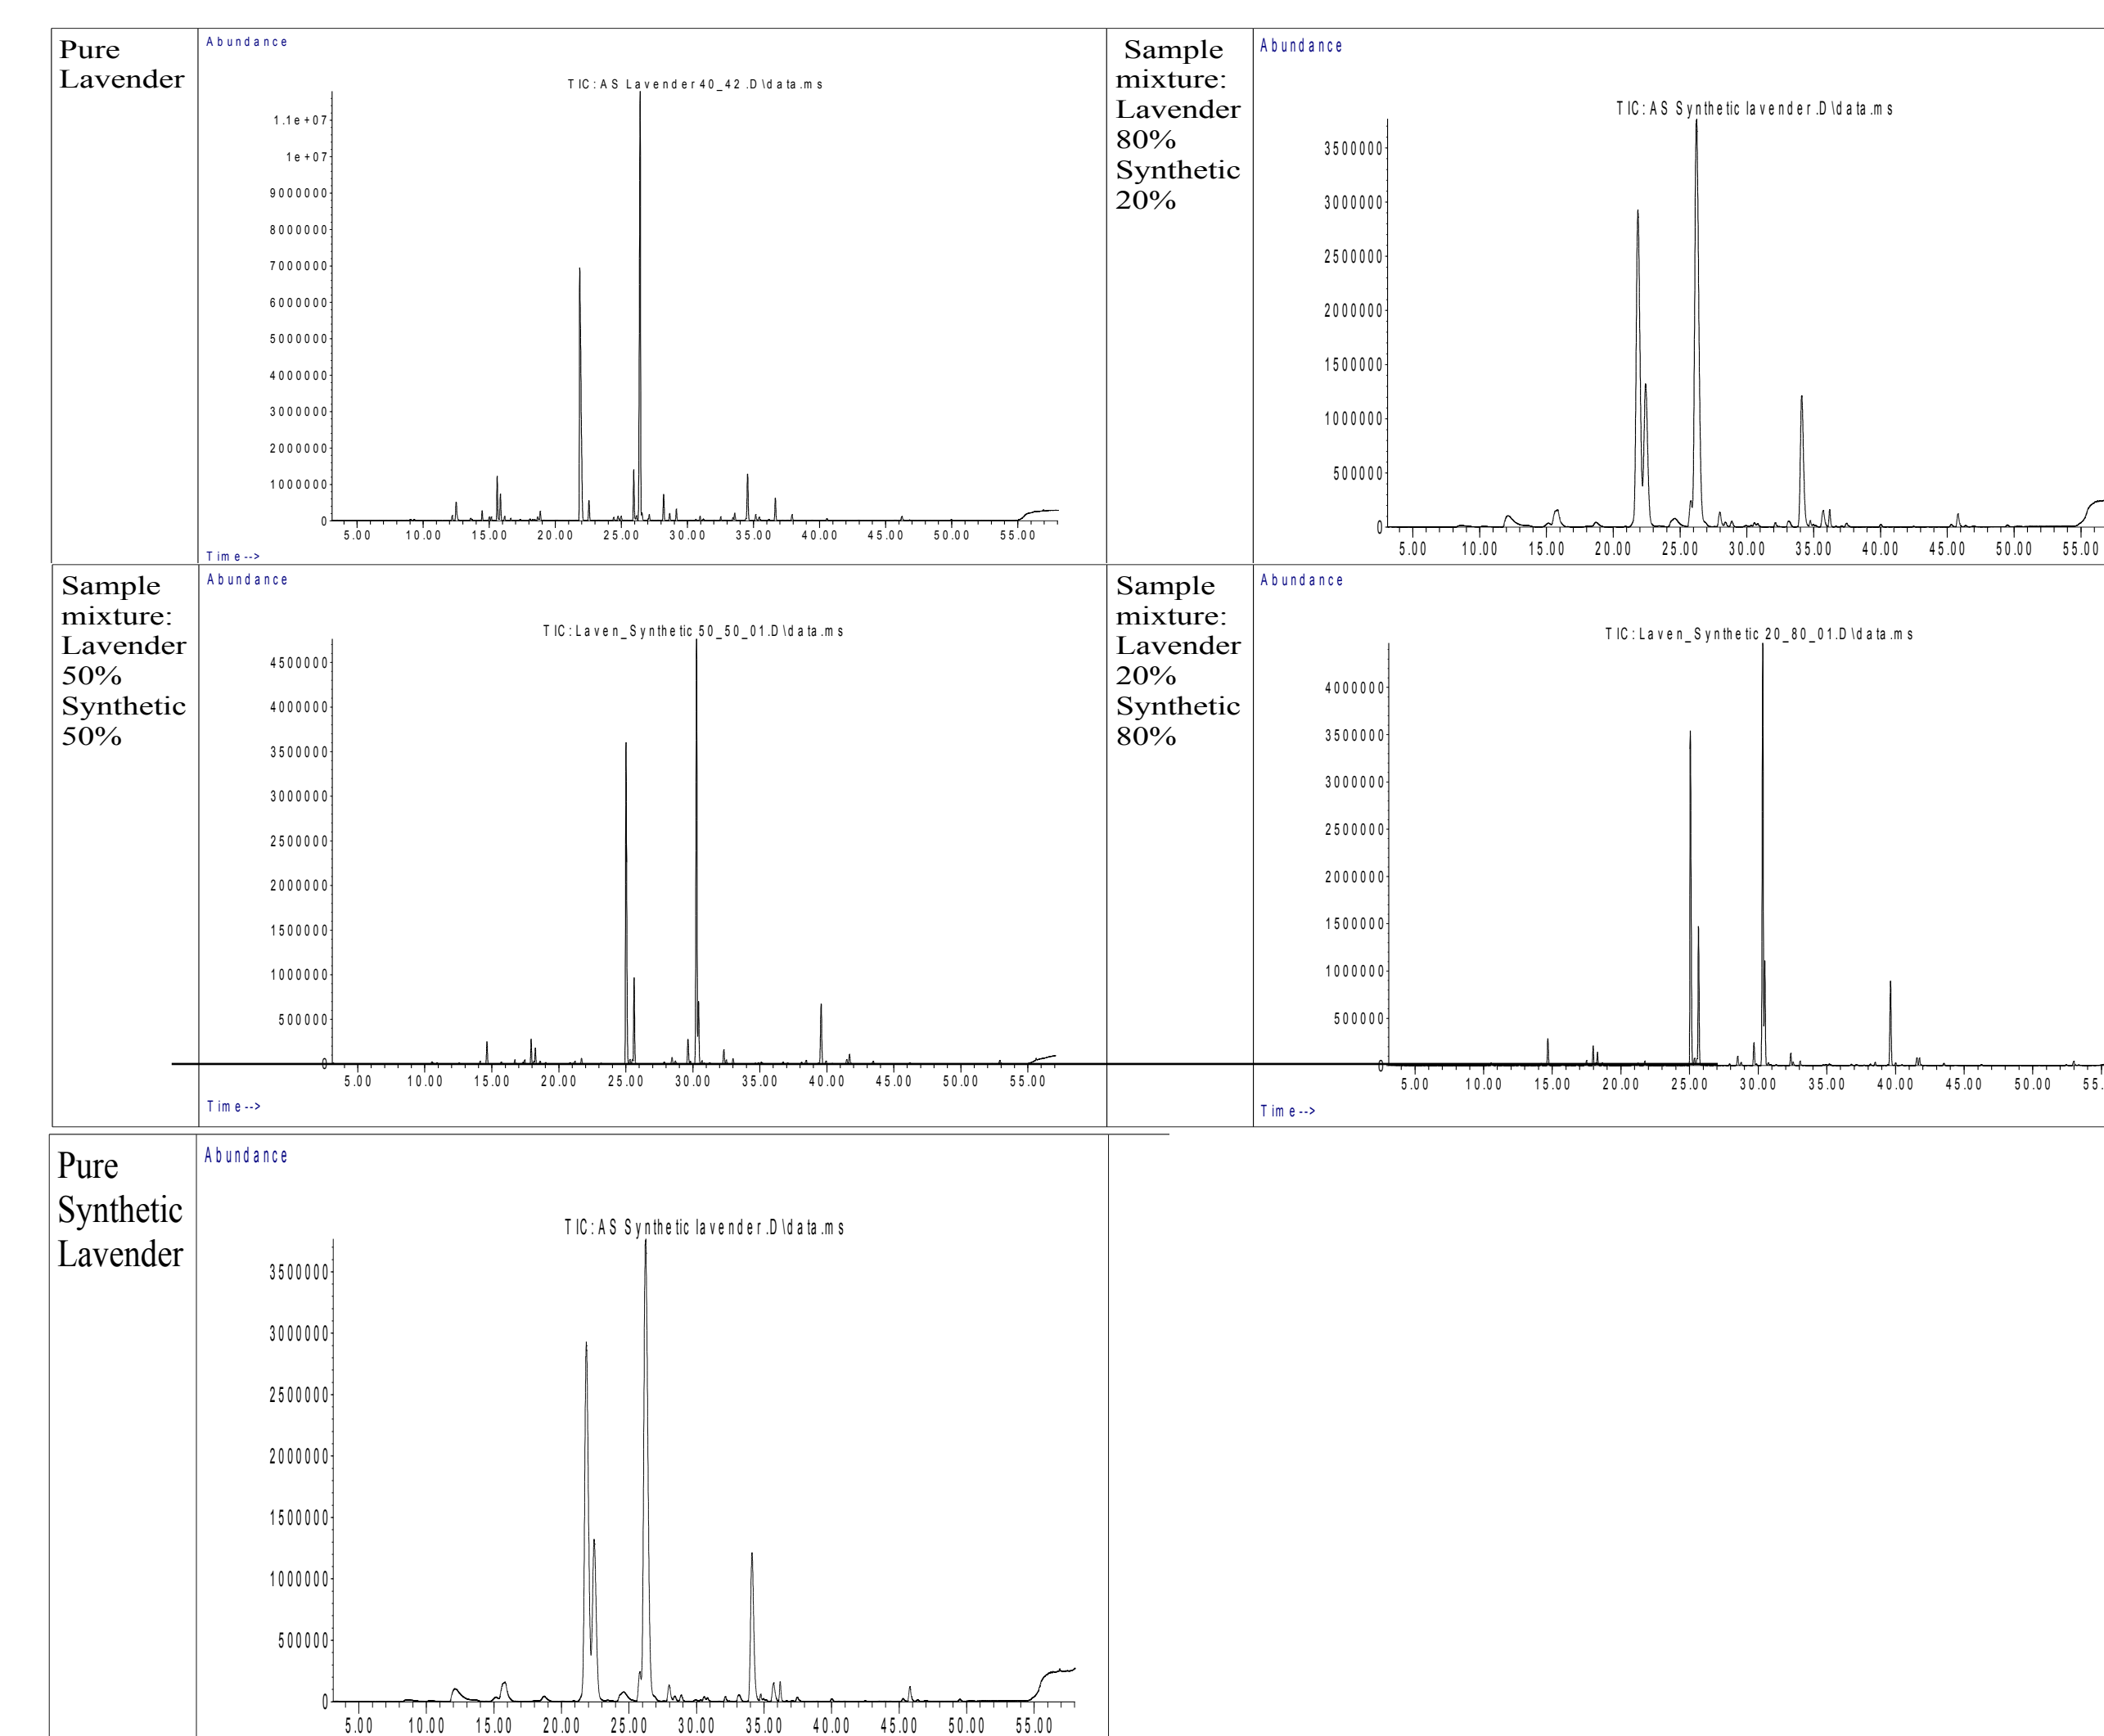 Pure
Lavender
Abundance
TIC: AS Lavender 40_42 .D\data.ms
1.1e+07
1e+07
9000000
8000000
7000000
6000000
5000000
4000000
3000000
2000000
1000000
0
5.00 10.00 15.00 20.00 25.00 30.00 35.00 40.00 45.00 50.00 55.00
Time-->
Sample
mixture:
Lavender
80%
Synthetic
20%
Abundance
TIC: AS Synthetic lavender .D\data.ms
3500000
3000000
2500000
2000000
1500000
1000000
500000
0
5.00 10.00 15.00 20.00 25.00 30.00 35.00 40.00 45.00 50.00 55.00
Sample
mixture:
Lavender
50%
Synthetic
50%
Abundance
TIC: Laven_Synthetic 50_50_01.D\data.ms
4500000
4000000
3500000
3000000
2500000
2000000
1500000
1000000
500000
0
5.00 10.00 15.00 20.00 25.00 30.00 35.00 40.00 45.00 50.00 55.00
Time-->
Sample
mixture:
Lavender
20%
Synthetic
80%
Abundance
TIC: Laven_Synthetic 20_80_01.D\data.ms
4000000
3500000
3000000
2500000
2000000
1500000
1000000
500000
0
5.00 10.00 15.00 20.00 25.00 30.00 35.00 40.00 45.00 50.00 55.
Time-->
Pure
Synthetic
Lavender
Abundance
TIC: AS Synthetic lavender .D\data.ms
3500000
3000000
2500000
2000000
1500000
1000000
500000
0
5.00 10.00 15.00 20.00 25.00 30.00 35.00 40.00 45.00 50.00 55.00